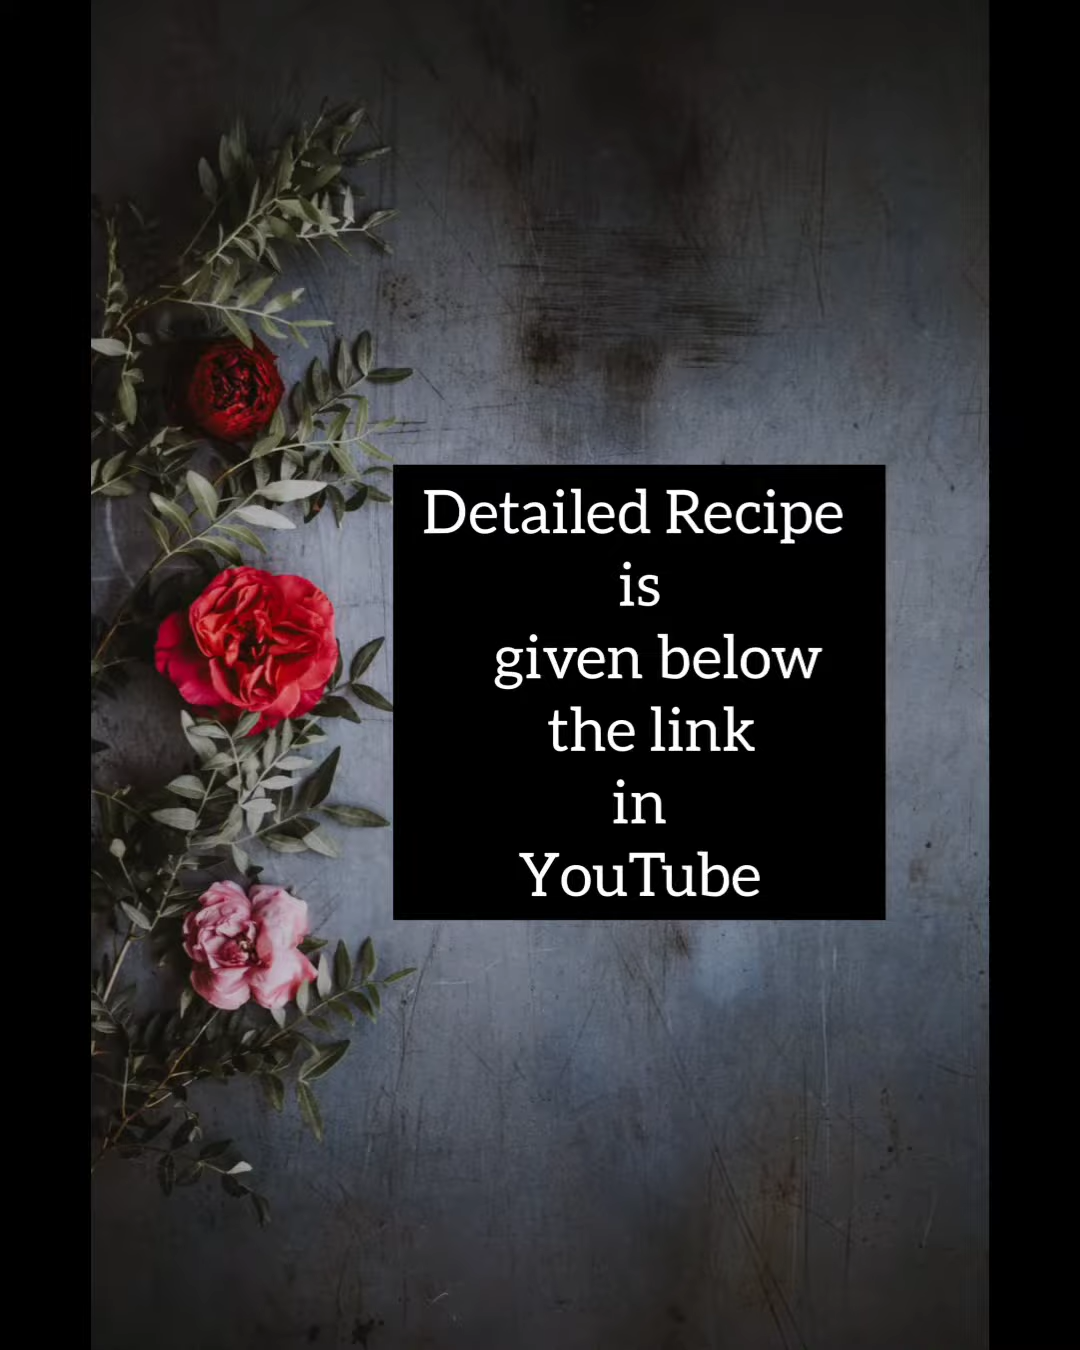 Detailed Recipe
is
given below
the link
in
YouTube